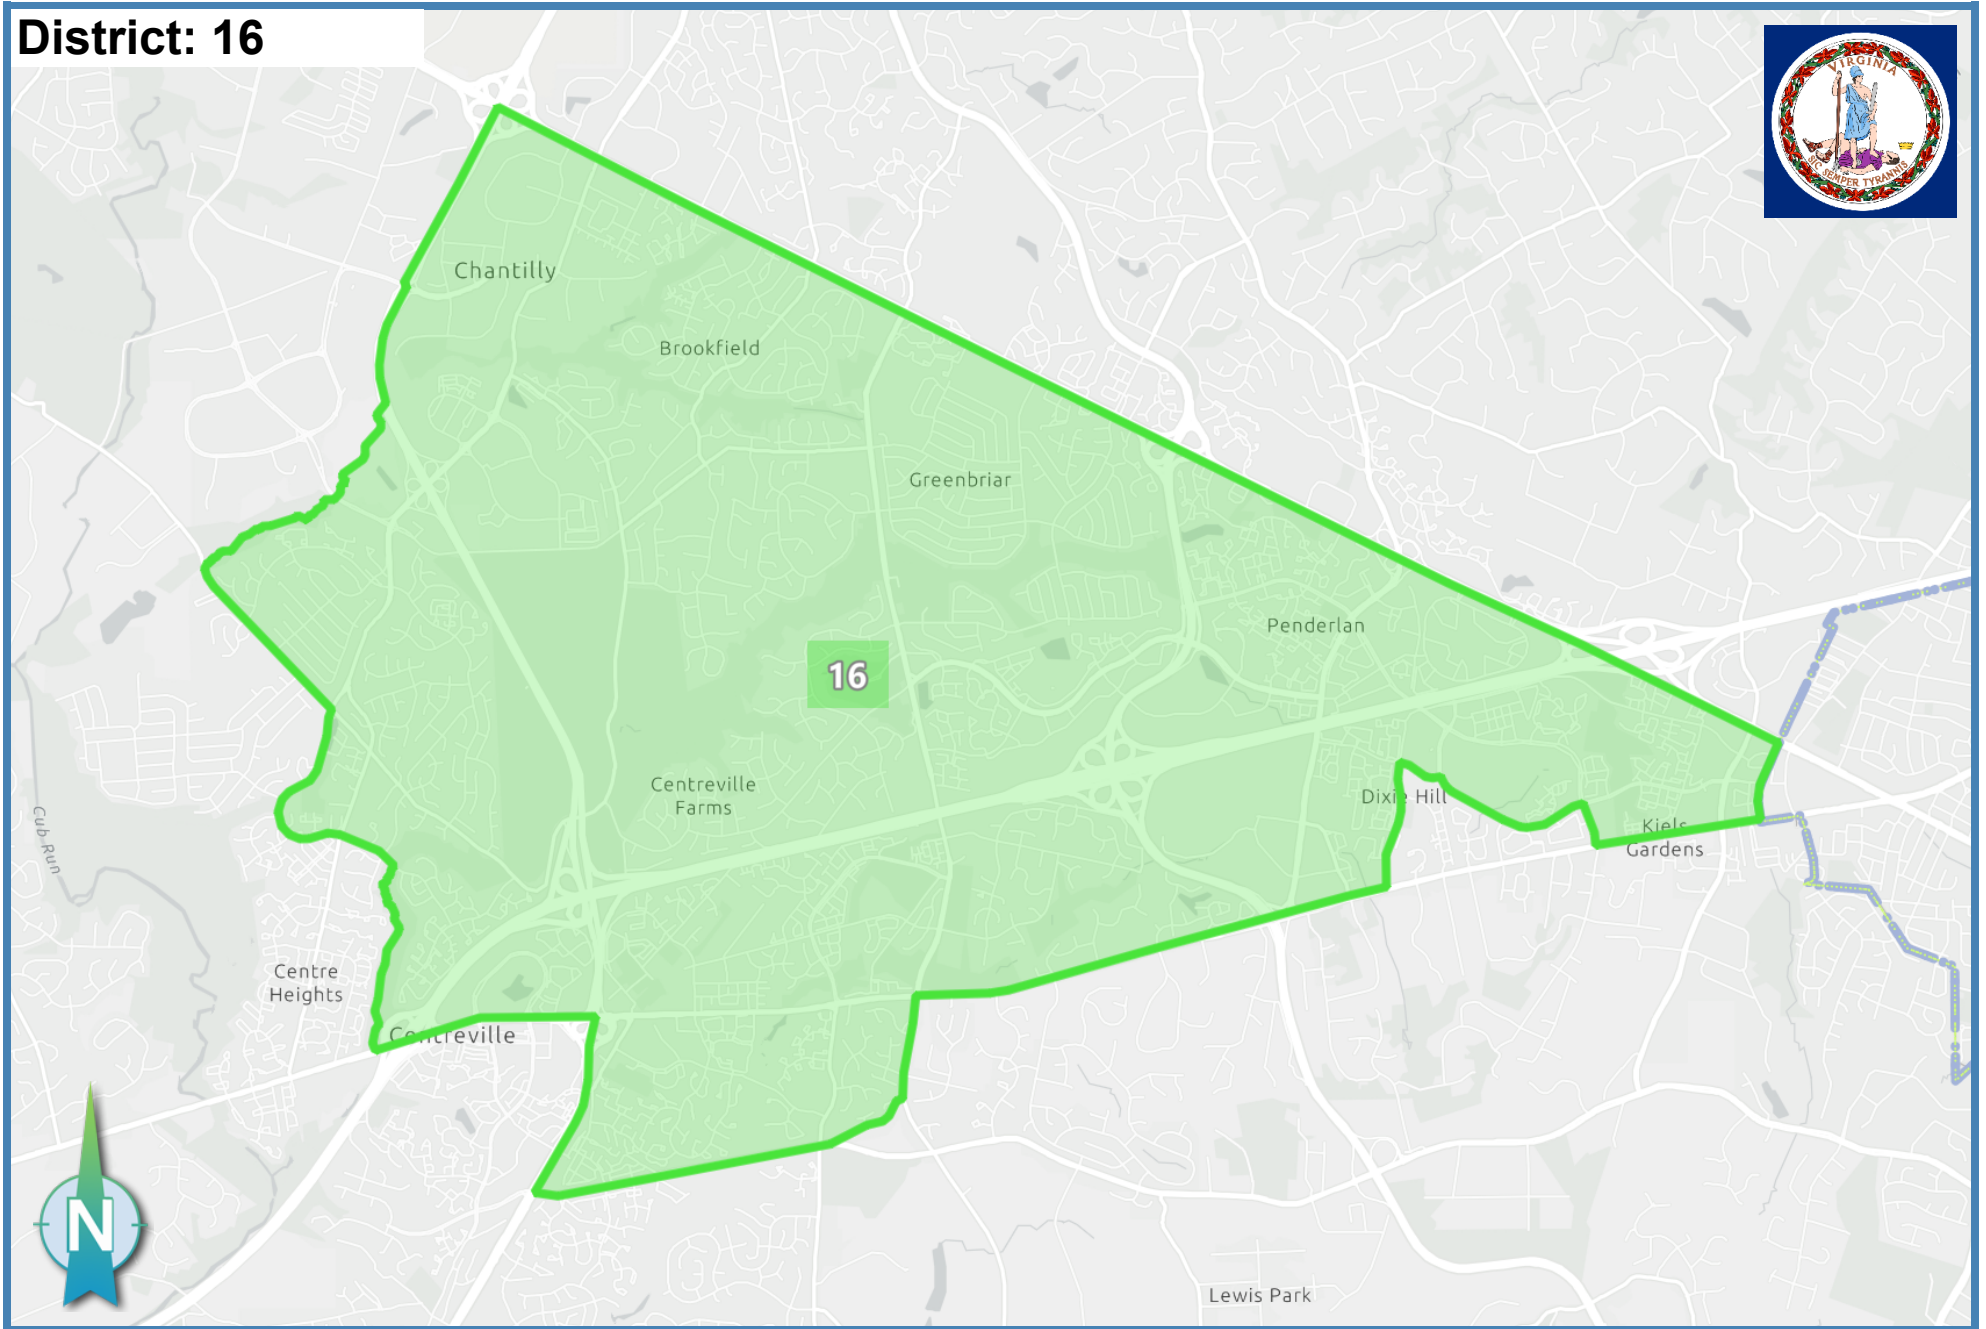 District: 16
VIRGINIA
SIC SEMPER TYRANNIS
Chantilly
Brookfield
Greenbriar
Penderlan
16
Centreville
Farms
Dixie Hill
Kiels
Gardens
Cub Run
Centre
Heights
Centreville
N
Lewis Park